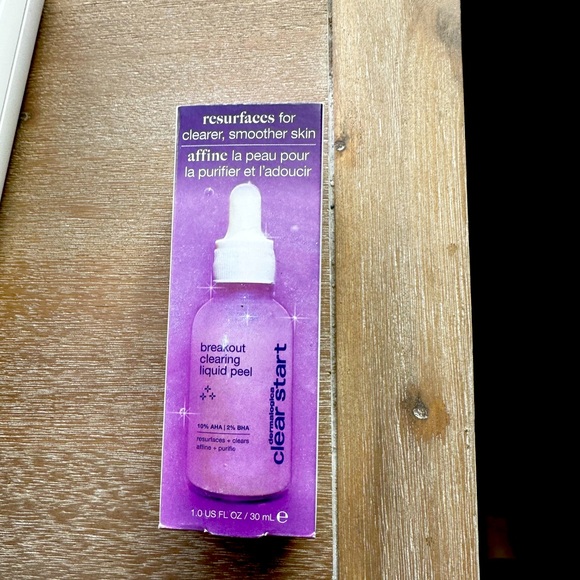 resurfaces for
clearer, smoother skin
affine la peau pour
la purifier et l'adoucir
breakout
clearing
liquid peel
10% AHA | 2% BHA
resurfaces + clears
affine + purifie
dermalogica
clear start
1.0 US FL OZ / 30 mL ℮